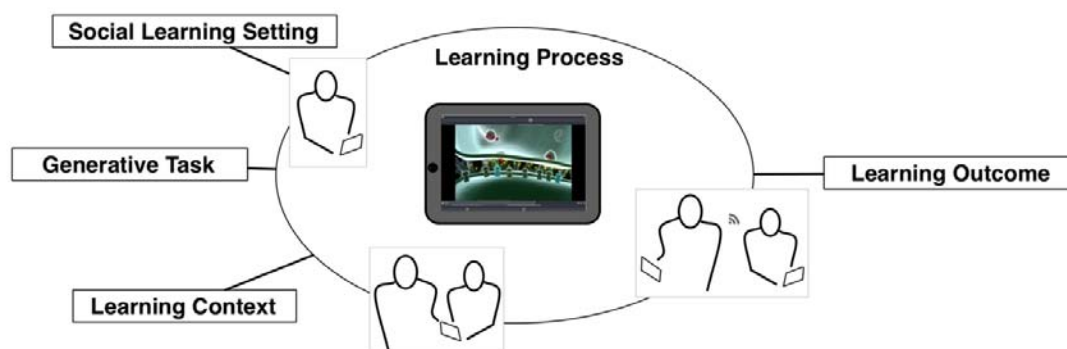 Social Learning Setting
Learning Process
Generative Task
Learning Outcome
Learning Context